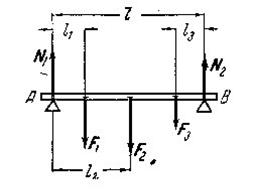 l
l₁ l₃
N₁ N₂
A B
F₁ F₂ F₃
l₂